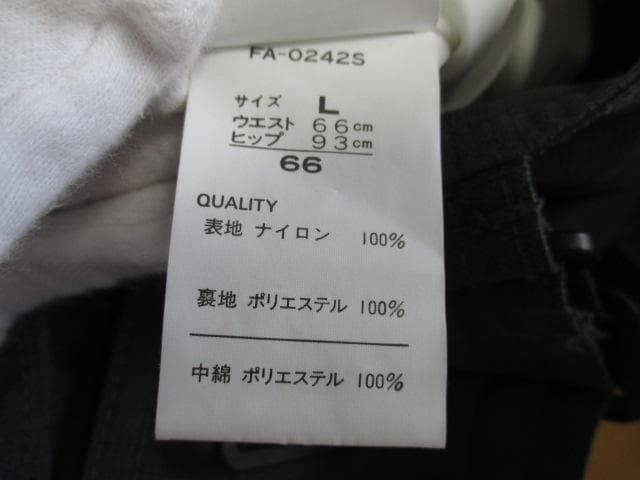 FA-0242S
サイズ L
ウエスト 66cm
ヒップ 93cm
66
QUALITY
表地 ナイロン 100%
裏地 ポリエステル 100%
中綿 ポリエステル 100%